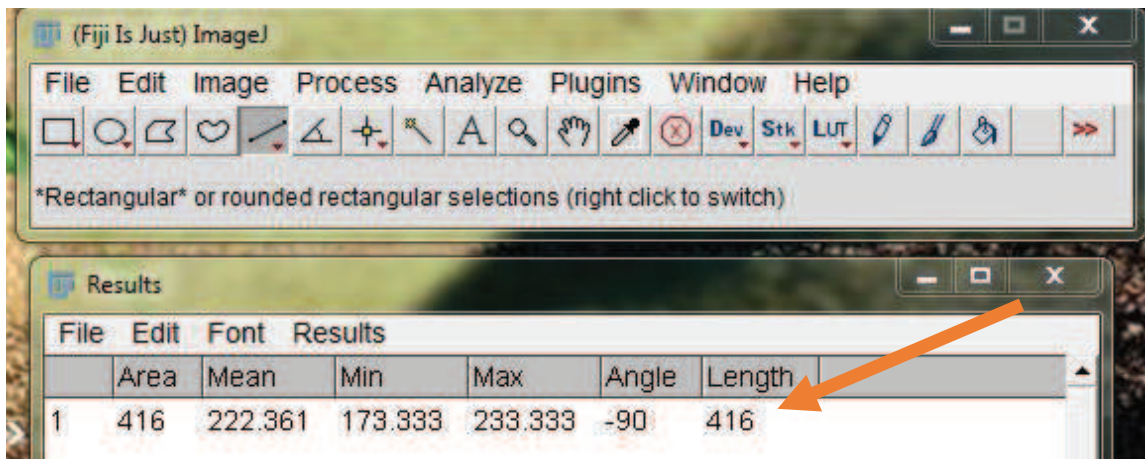 (Fiji Is Just) ImageJ
File Edit Image Process Analyze Plugins Window Help
A Dev Stk LUT >>
*Rectangular* or rounded rectangular selections (right click to switch)
Results
File Edit Font Results
Area Mean Min Max Angle Length
1 416 222.361 173.333 233.333 -90 416